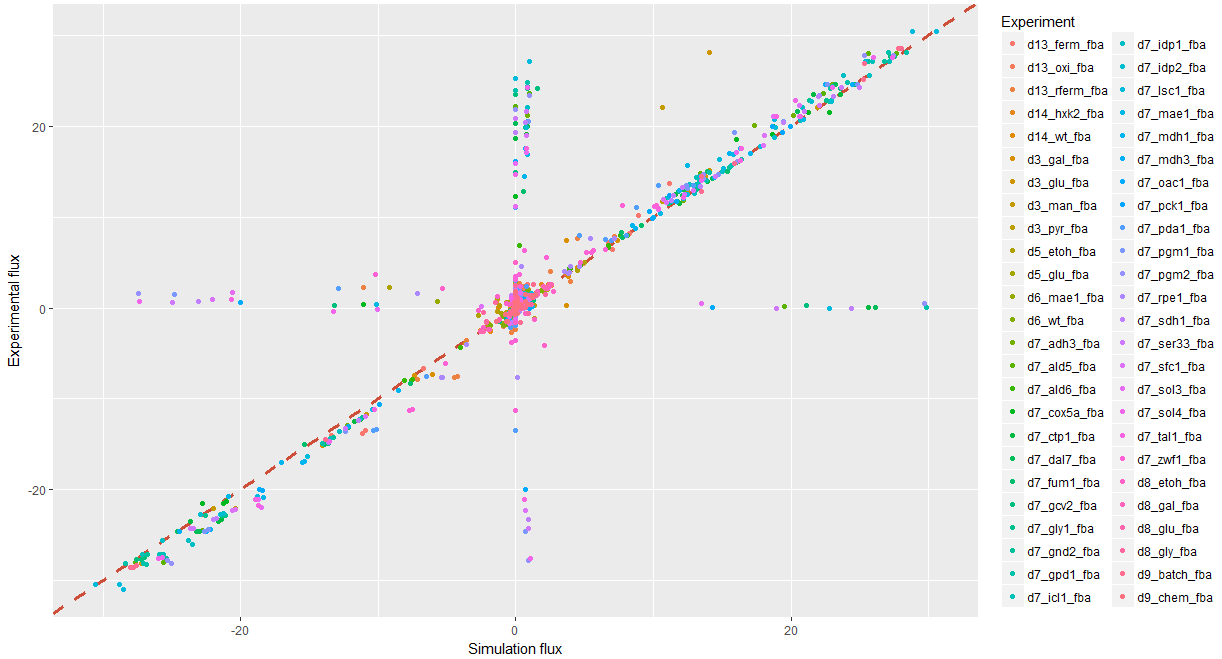 Experiment
d13_ferm_fba
d13_oxi_fba
d13_rferm_fba
d14_hxk2_fba
d14_wt_fba
d3_gal_fba
d3_glu_fba
d3_man_fba
d3_pyr_fba
d5_etoh_fba
d5_glu_fba
d6_mae1_fba
d6_wt_fba
d7_adh3_fba
d7_ald5_fba
d7_ald6_fba
d7_cox5a_fba
d7_ctp1_fba
d7_dal7_fba
d7_fum1_fba
d7_gcv2_fba
d7_gly1_fba
d7_gnd2_fba
d7_gpd1_fba
d7_icl1_fba
d7_idp1_fba
d7_idp2_fba
d7_lsc1_fba
d7_mae1_fba
d7_mdh1_fba
d7_mdh3_fba
d7_oac1_fba
d7_pck1_fba
d7_pda1_fba
d7_pgm1_fba
d7_pgm2_fba
d7_rpe1_fba
d7_sdh1_fba
d7_ser33_fba
d7_sfc1_fba
d7_sol3_fba
d7_sol4_fba
d7_tal1_fba
d7_zwf1_fba
d8_etoh_fba
d8_gal_fba
d8_glu_fba
d8_gly_fba
d9_batch_fba
d9_chem_fba
Experimental flux
20
0
-20
-20
0
20
Simulation flux